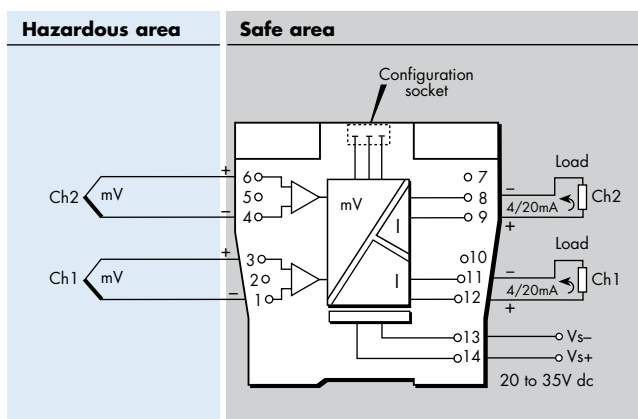 Hazardous area
Safe area
Configuration
socket
+
6
mV
5
Ch2
–
4
+
3
mV
2
Ch1
–
1
mV
I
I
7
8
9
10
11
12
13
14
Load
–
Ch2
4/20mA
+
Load
–
Ch1
4/20mA
+
Vs–
Vs+
20 to 35V dc